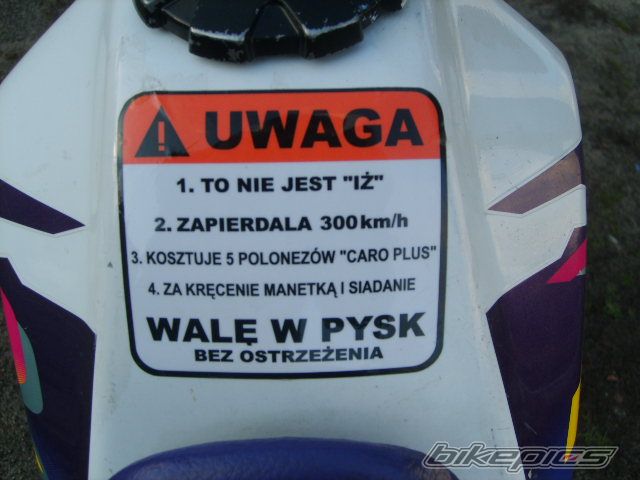 UWAGA
1. TO NIE JEST "IŻ"
2. ZAPIERDALA 300km/h
3. KOSZTUJE 5 POLONEZÓW "CARO PLUS"
4. ZA KRĘCENIE MANETKĄ I SIADANIE
WALĘ W PYSK
BEZ OSTRZEŻENIA
bikepics